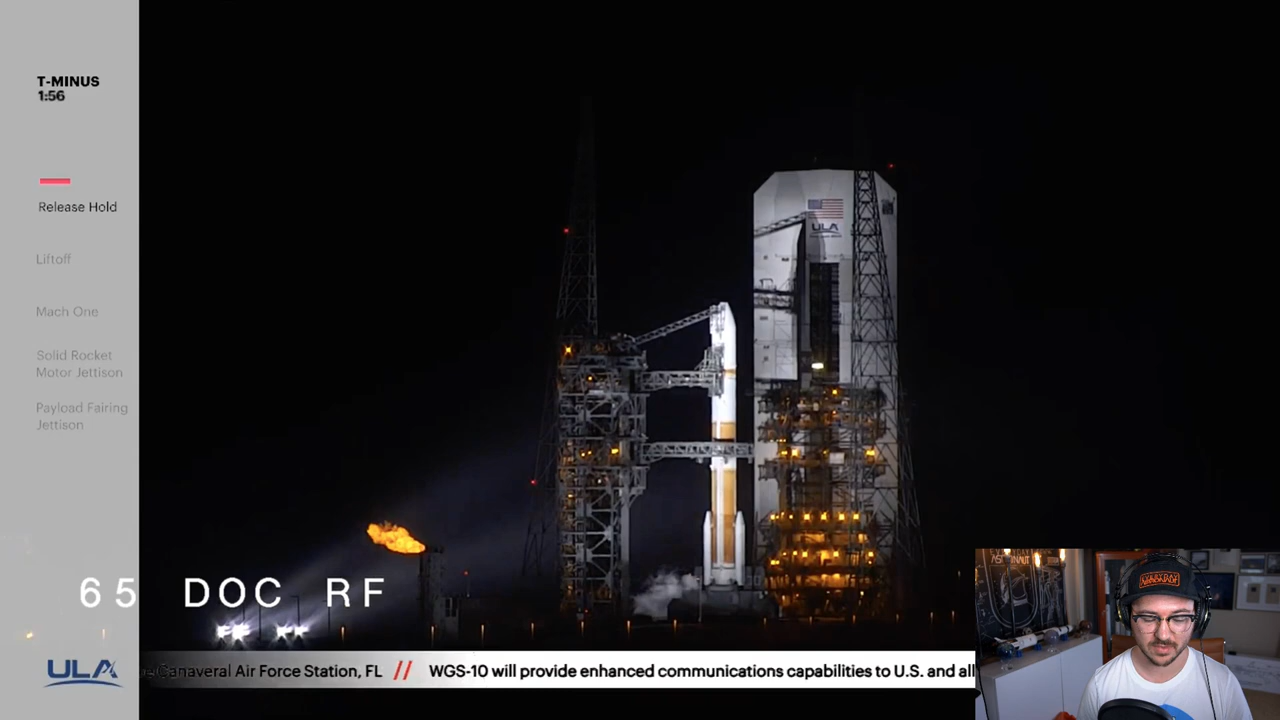 T-MINUS
1:56
Release Hold
Liftoff
Mach One
Solid Rocket
Motor Jettison
Payload Fairing
Jettison
ULA
65 DOC RF
ULA
Canaveral Air Force Station, FL // WGS-10 will provide enhanced communications capabilities to U.S. and all